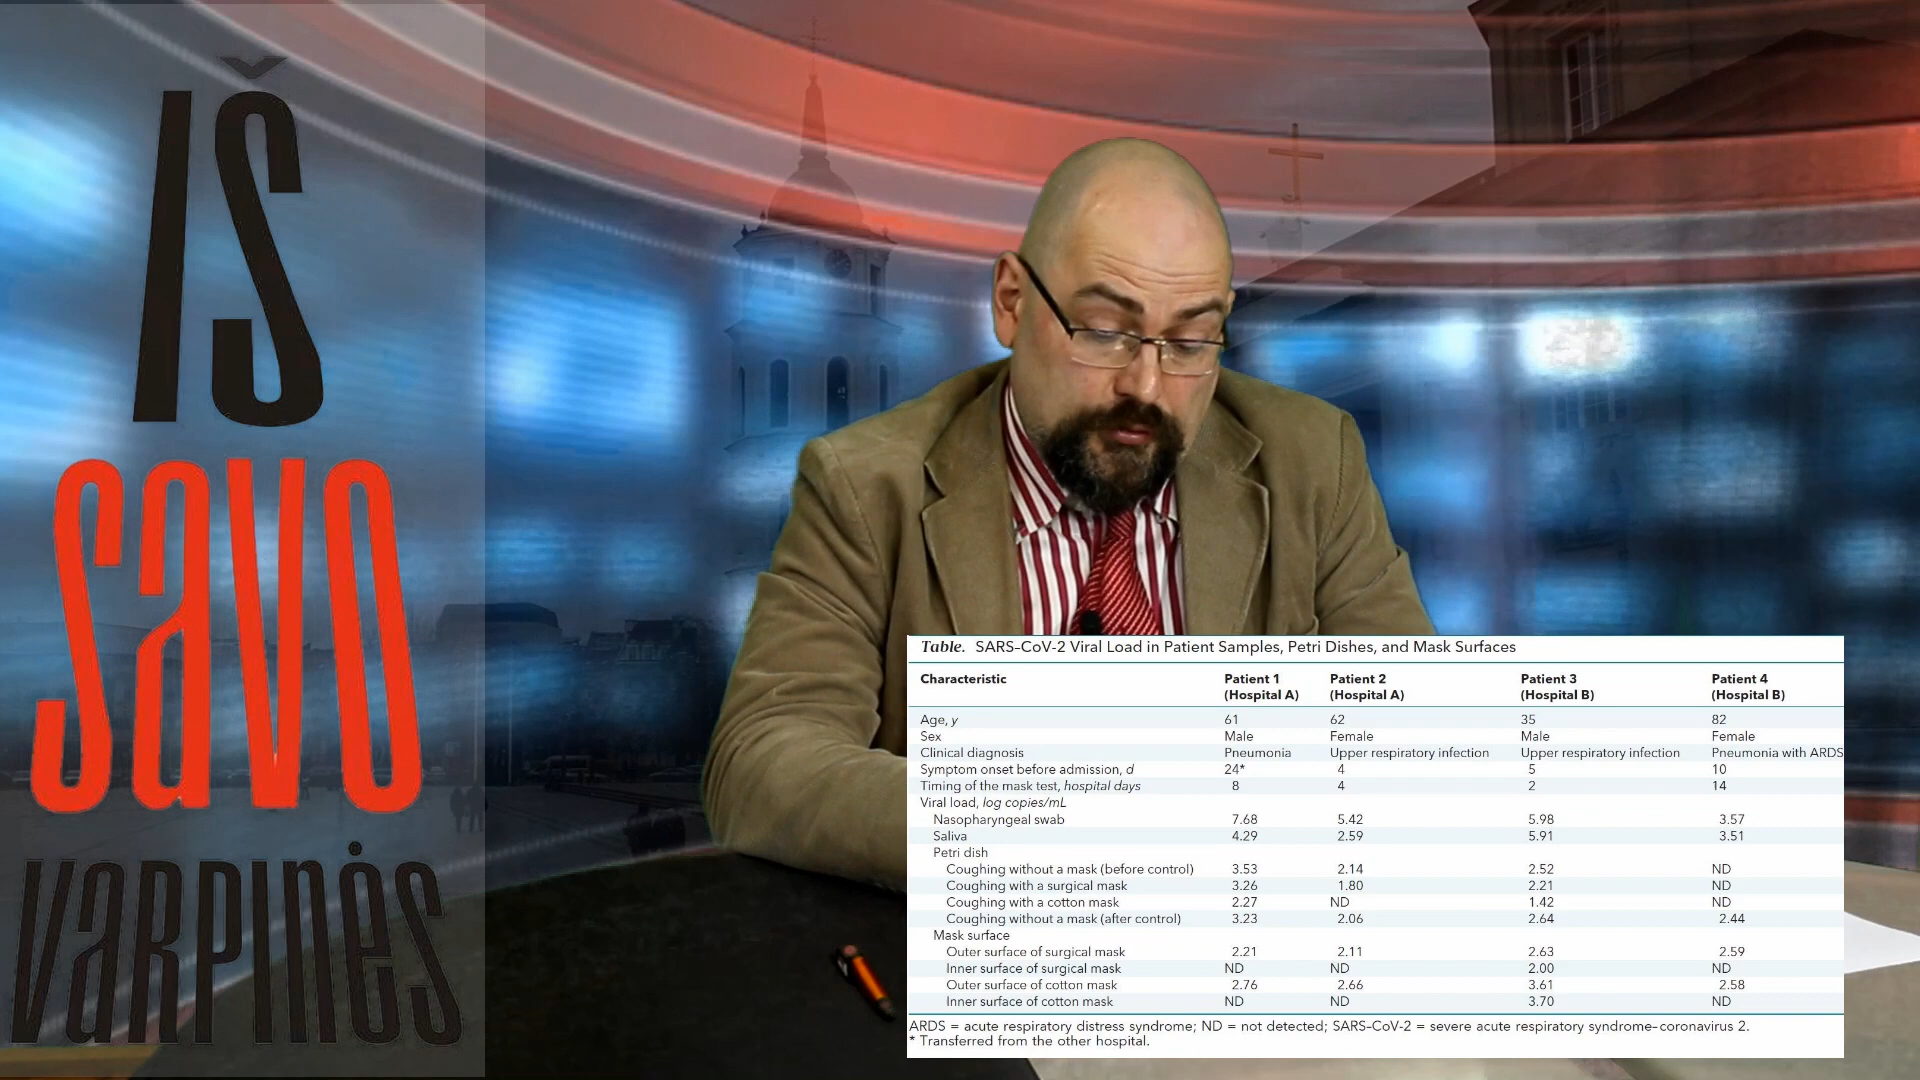 IŠ
savo
varpinės
Table. SARS–CoV-2 Viral Load in Patient Samples, Petri Dishes, and Mask Surfaces
Characteristic Patient 1 (Hospital A) Patient 2 (Hospital A) Patient 3 (Hospital B) Patient 4 (Hospital B)
Age, y 61 62 35 82
Sex Male Female Male Female
Clinical diagnosis Pneumonia Upper respiratory infection Upper respiratory infection Pneumonia with ARDS
Symptom onset before admission, d 24* 4 5 10
Timing of the mask test, hospital days 8 4 2 14
Viral load, log copies/mL
Nasopharyngeal swab 7.68 5.42 5.98 3.57
Saliva 4.29 2.59 5.91 3.51
Petri dish
Coughing without a mask (before control) 3.53 2.14 2.52 ND
Coughing with a surgical mask 3.26 1.80 2.21 ND
Coughing with a cotton mask 2.27 ND 1.42 ND
Coughing without a mask (after control) 3.23 2.06 2.64 2.44
Mask surface
Outer surface of surgical mask 2.21 2.11 2.63 2.59
Inner surface of surgical mask ND ND 2.00 ND
Outer surface of cotton mask 2.76 2.66 3.61 2.58
Inner surface of cotton mask ND ND 3.70 ND
ARDS = acute respiratory distress syndrome; ND = not detected; SARS–CoV-2 = severe acute respiratory syndrome–coronavirus 2.
* Transferred from the other hospital.